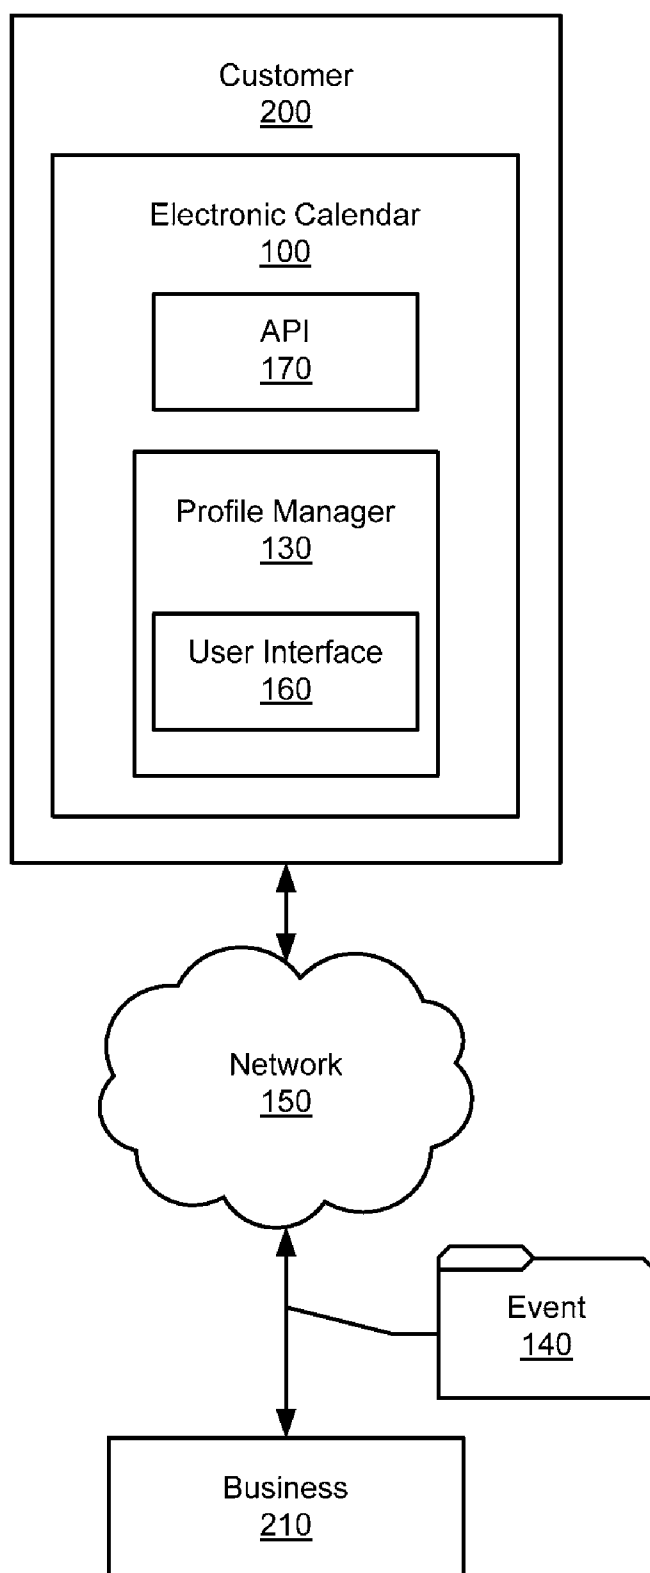 Customer
200
Electronic Calendar
100
API
170
Profile Manager
130
User Interface
160
Network
150
Event
140
Business
210